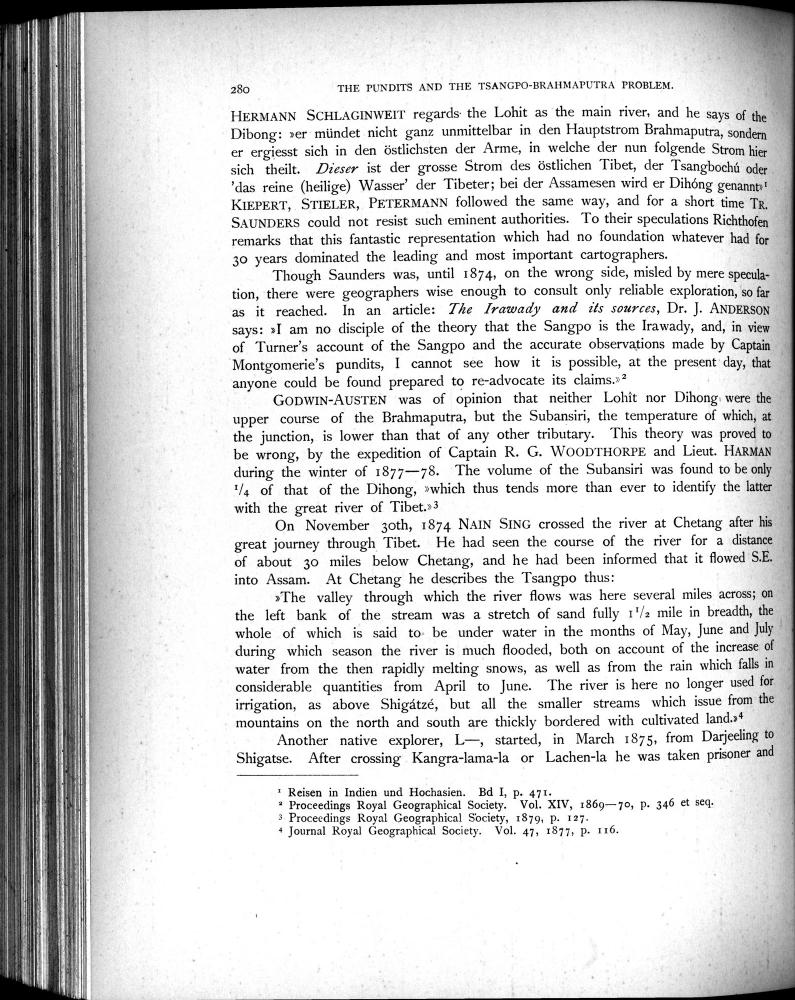 280 THE PUNDITS AND THE TSANGPO-BRAHMAPUTRA PROBLEM.
HERMANN SCHLAGINWEIT regards the Lohit as the main river, and he says of the
Dibong: »er mündet nicht ganz unmittelbar in den Hauptstrom Brahmaputra, sondern
er ergiesst sich in den östlichsten der Arme, in welche der nun folgende Strom hier
sich theilt. Dieser ist der grosse Strom des östlichen Tibet, der Tsangbochú oder
'das reine (heilige) Wasser' der Tibeter; bei der Assamesen wird er Dihóng genannt»¹
KIEPERT, STIELER, PETERMANN followed the same way, and for a short time TR.
SAUNDERS could not resist such eminent authorities. To their speculations Richthofen
remarks that this fantastic representation which had no foundation whatever had for
30 years dominated the leading and most important cartographers.
Though Saunders was, until 1874, on the wrong side, misled by mere specula-
tion, there were geographers wise enough to consult only reliable exploration, so far
as it reached. In an article: The Irawady and its sources, Dr. J. ANDERSON
says: »I am no disciple of the theory that the Sangpo is the Irawady, and, in view
of Turner's account of the Sangpo and the accurate observations made by Captain
Montgomerie's pundits, I cannot see how it is possible, at the present day, that
anyone could be found prepared to re-advocate its claims.»²
GODWIN-AUSTEN was of opinion that neither Lohit nor Dihong were the
upper course of the Brahmaputra, but the Subansiri, the temperature of which, at
the junction, is lower than that of any other tributary. This theory was proved to
be wrong, by the expedition of Captain R. G. WOODTHORPE and Lieut. HARMAN
during the winter of 1877—78. The volume of the Subansiri was found to be only
1/4 of that of the Dihong, »which thus tends more than ever to identify the latter
with the great river of Tibet.»³
On November 30th, 1874 NAIN SING crossed the river at Chetang after his
great journey through Tibet. He had seen the course of the river for a distance
of about 30 miles below Chetang, and he had been informed that it flowed S.E.
into Assam. At Chetang he describes the Tsangpo thus:
»The valley through which the river flows was here several miles across; on
the left bank of the stream was a stretch of sand fully 1 1/2 mile in breadth, the
whole of which is said to be under water in the months of May, June and July
during which season the river is much flooded, both on account of the increase of
water from the then rapidly melting snows, as well as from the rain which falls in
considerable quantities from April to June. The river is here no longer used for
irrigation, as above Shigátzé, but all the smaller streams which issue from the
mountains on the north and south are thickly bordered with cultivated land.»⁴
Another native explorer, L—, started, in March 1875, from Darjeeling to
Shigatse. After crossing Kangra-lama-la or Lachen-la he was taken prisoner and
¹ Reisen in Indien und Hochasien. Bd I, p. 471.
² Proceedings Royal Geographical Society. Vol. XIV, 1869—70, p. 346 et seq.
³ Proceedings Royal Geographical Society, 1879, p. 127.
⁴ Journal Royal Geographical Society. Vol. 47, 1877, p. 116.